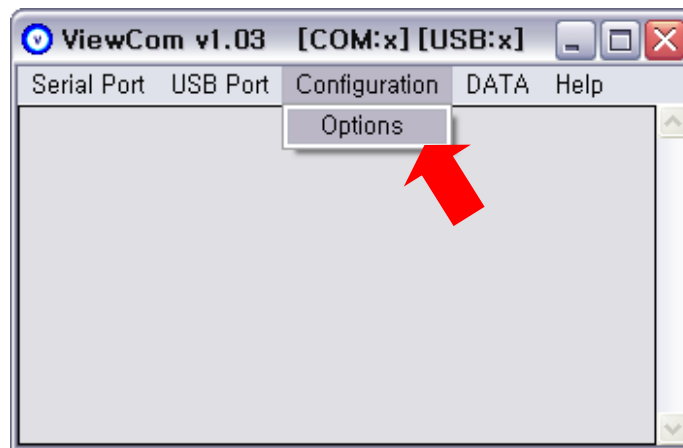 ViewCom v1.03 [COM:x] [USB:x]
Serial Port USB Port Configuration DATA Help
Options